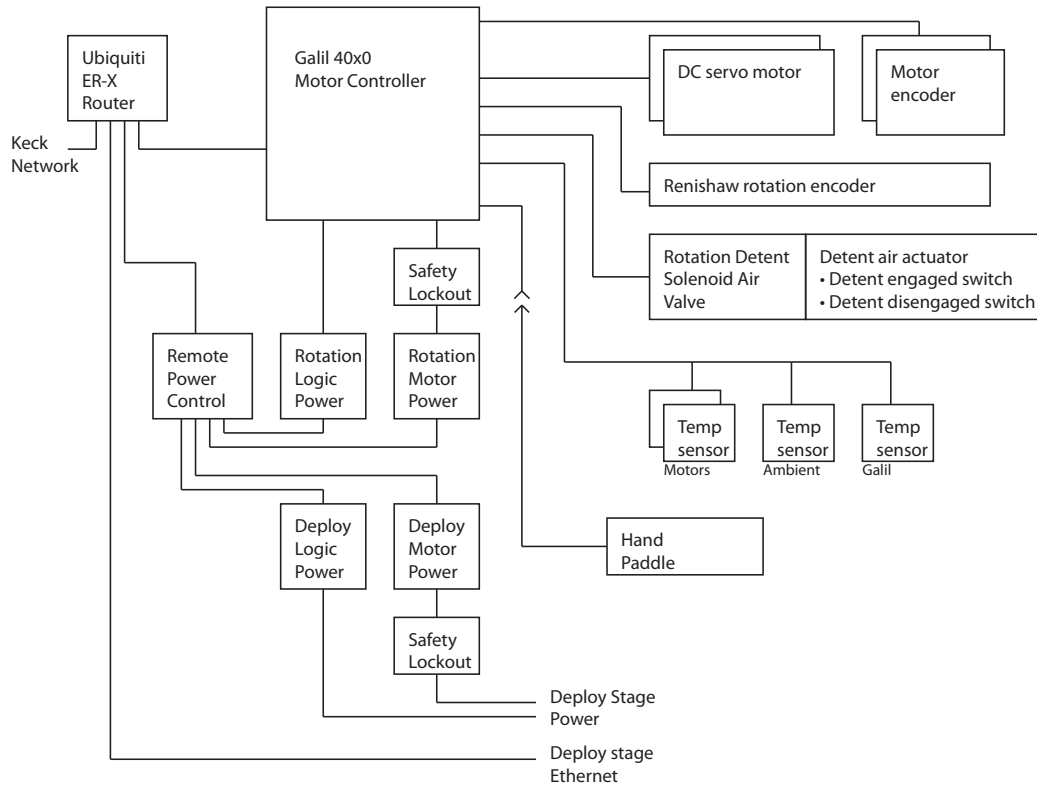 Ubiquiti
ER-X
Router
Galil 40x0
Motor Controller
DC servo motor
Motor
encoder
Keck
Network
Renishaw rotation encoder
Rotation Detent
Solenoid Air
Valve
Detent air actuator
• Detent engaged switch
• Detent disengaged switch
Safety
Lockout
Remote
Power
Control
Rotation
Logic
Power
Rotation
Motor
Power
Temp
sensor
Motors
Temp
sensor
Ambient
Temp
sensor
Galil
Deploy
Logic
Power
Deploy
Motor
Power
Hand
Paddle
Safety
Lockout
Deploy Stage
Power
Deploy stage
Ethernet